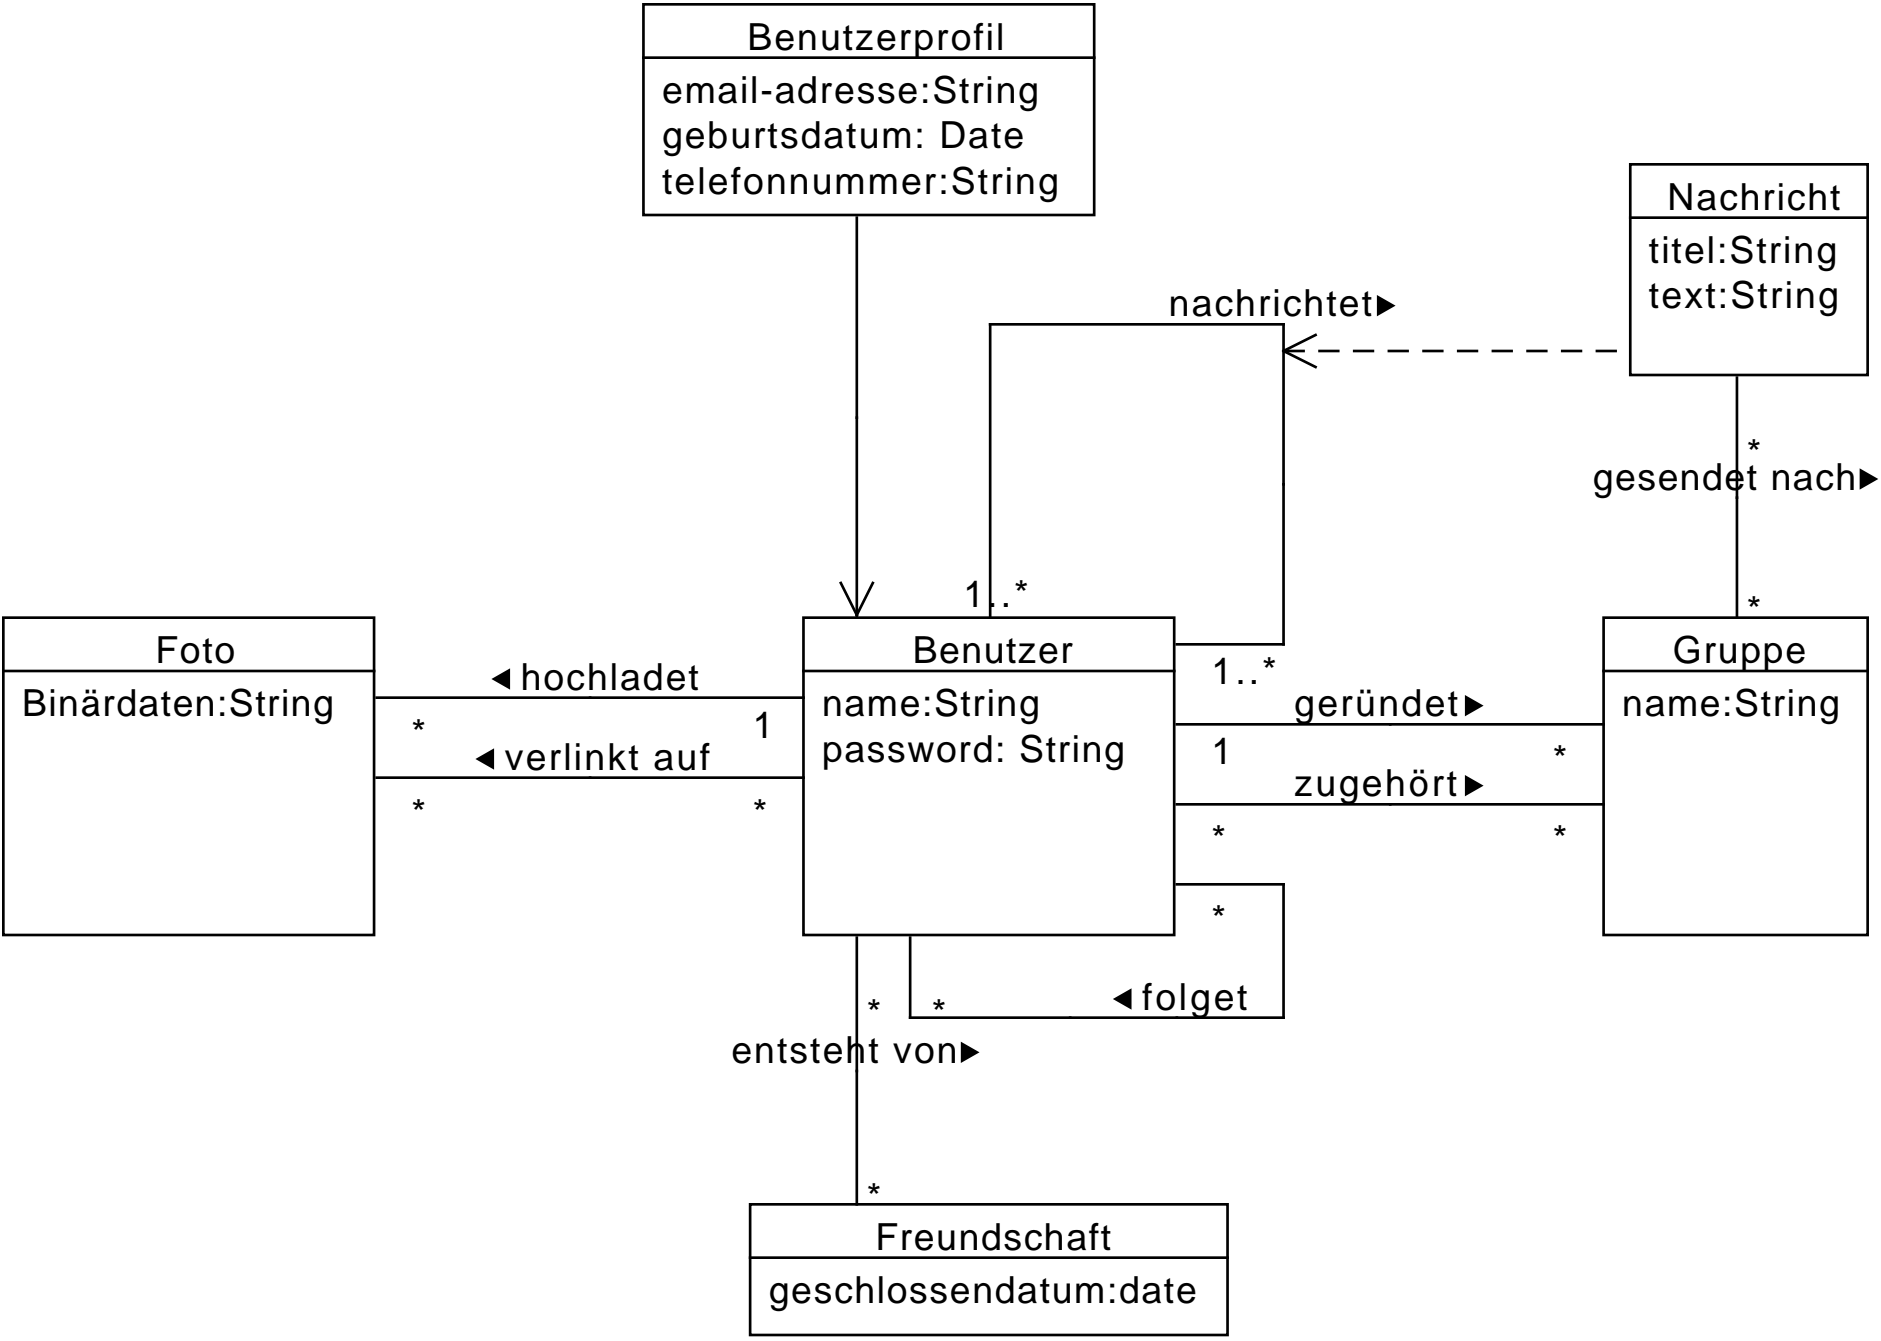 Benutzerprofil
email-adresse:String
geburtsdatum: Date
telefonnummer:String
Nachricht
titel:String
text:String
nachrichtet▶
*
gesendet nach▶
*
1..*
Foto
Binärdaten:String
◀hochladet
*
1
◀verlinkt auf
*
*
Benutzer
name:String
password: String
1..*
geründet▶
1
*
zugehört▶
*
*
Gruppe
name:String
*
◀folget
*
*
entsteht von▶
*
Freundschaft
geschlossendatum:date